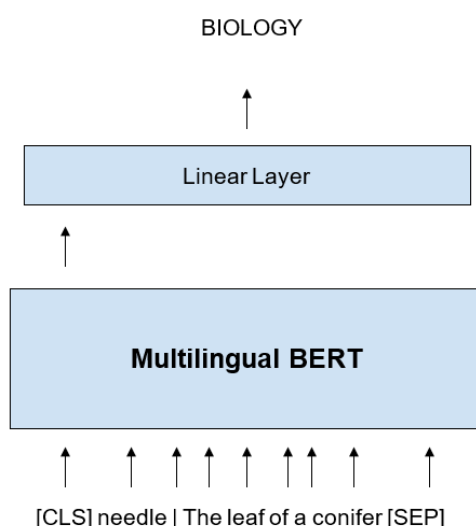 BIOLOGY
Linear Layer
Multilingual BERT
[CLS] needle | The leaf of a conifer [SEP]